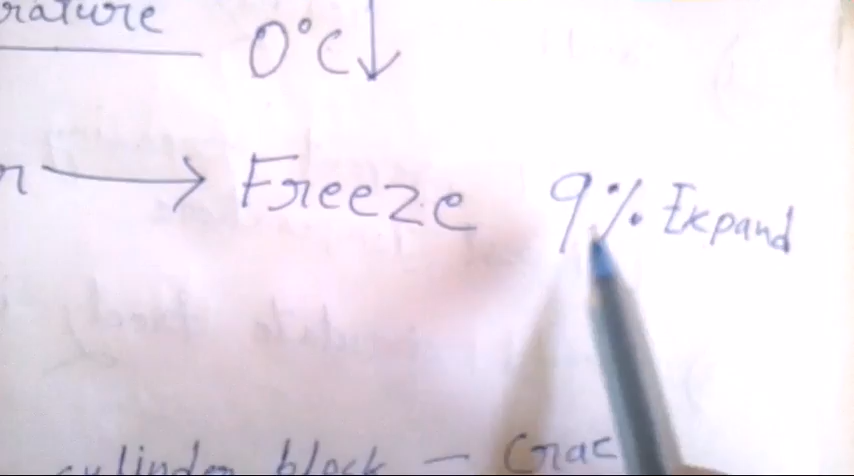 rature 0°C ↓
r → Freeze 9% Expand
cylinder block — Crac